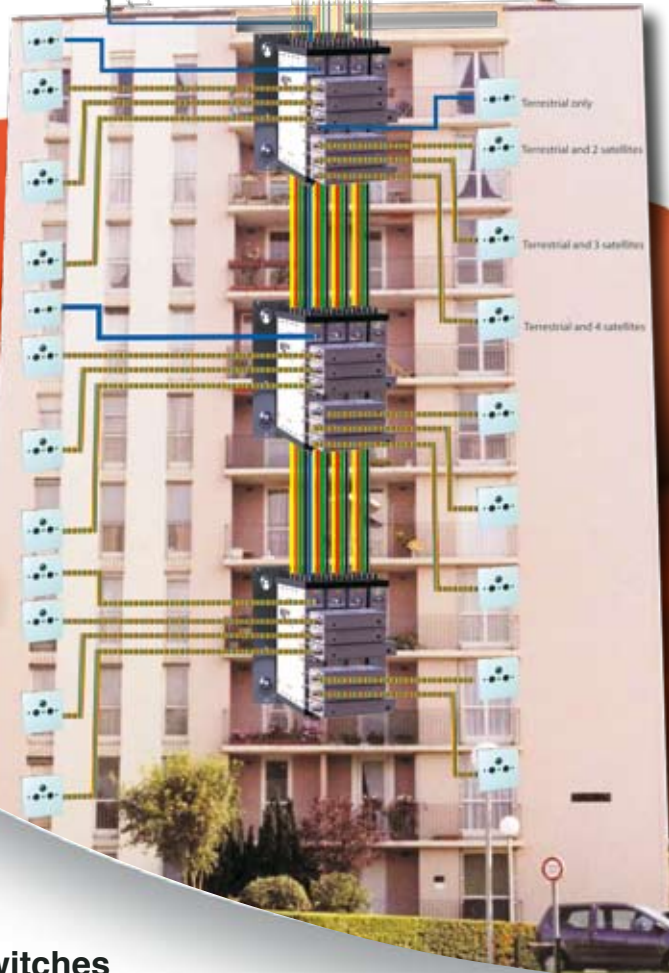 Terrestrial only
Terrestrial and 2 satellites
Terrestrial and 3 satellites
Terrestrial and 4 satellites
witches